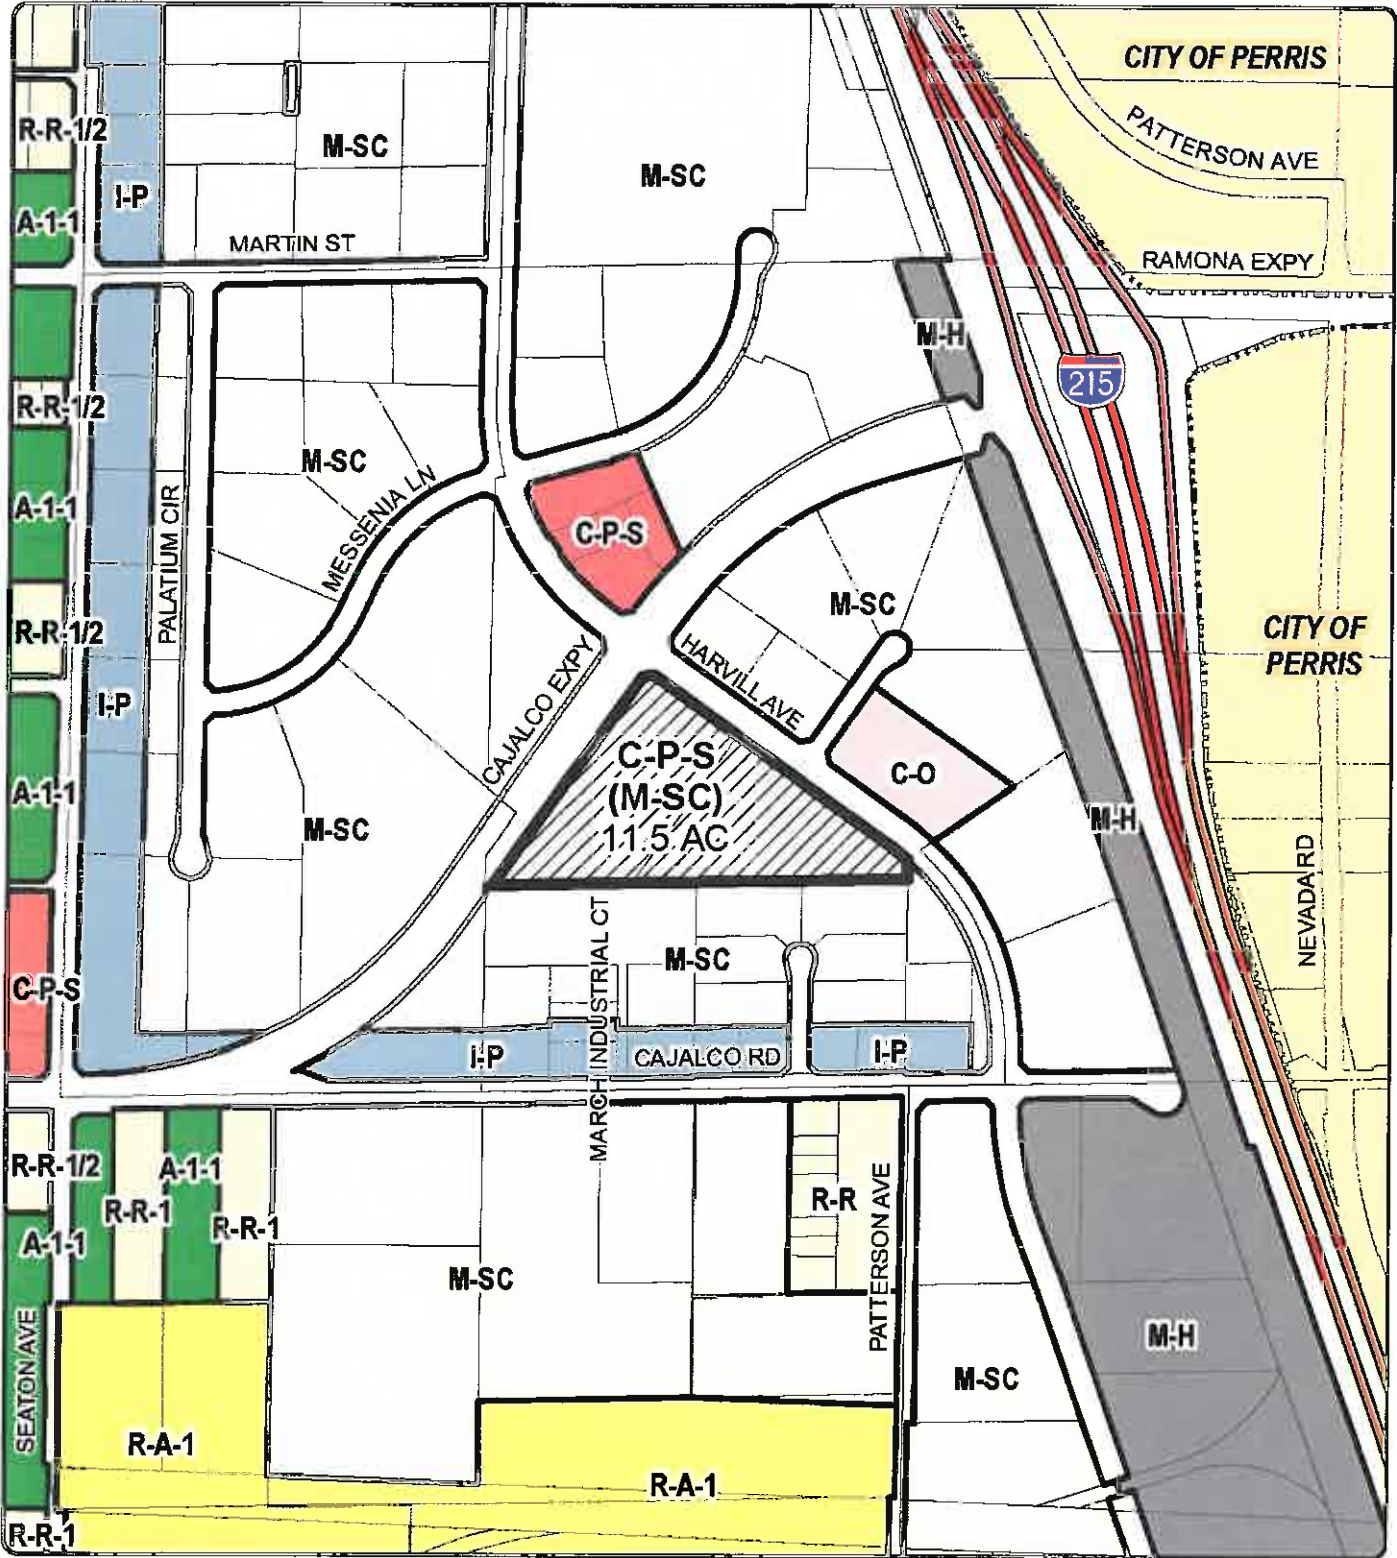 CITY OF PERRIS
PATTERSON AVE
R-R-1/2
M-SC
M-SC
I-P
A-1-1
MARTIN ST
RAMONA EXPY
M-H
215
R-R-1/2
M-SC
MESSENIA LN
A-1-1
PALATIUM CIR
C-P-S
M-SC
R-R-1/2
CITY OF
PERRIS
HARVILL AVE
CAJALCO EXPY
I-P
C-P-S
(M-SC)
11.5 AC
C-O
A-1-1
M-SC
M-H
NEVADA RD
C-P-S
M-SC
MARCH INDUSTRIAL CT
I-P
CAJALCO RD
I-P
R-R-1/2
A-1-1
R-R-1
R-R-1
A-1-1
R-R
PATTERSON AVE
M-SC
M-H
SEATON AVE
M-SC
R-A-1
R-A-1
R-R-1